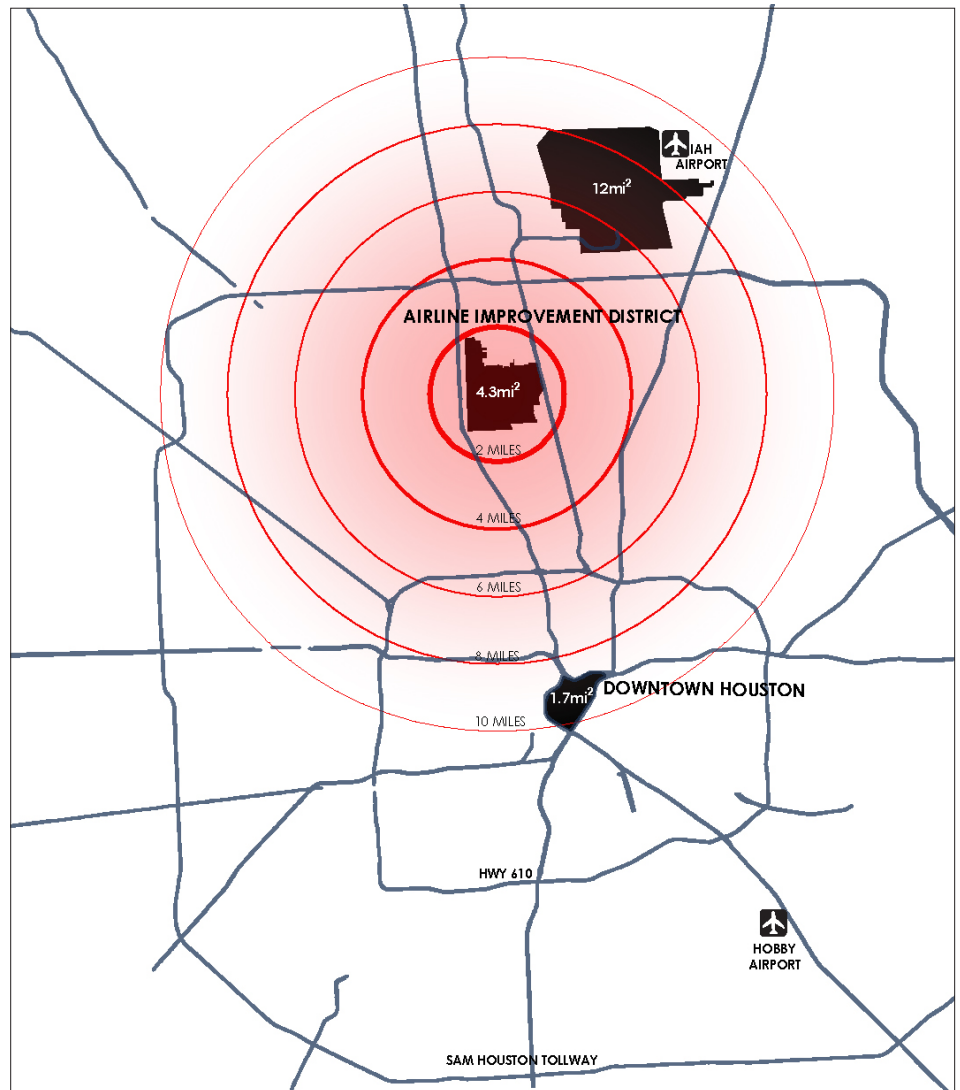 IAH
AIRPORT
12mi²
AIRLINE IMPROVEMENT DISTRICT
4.3mi²
2 MILES
4 MILES
6 MILES
8 MILES
1.7mi²
DOWNTOWN HOUSTON
10 MILES
HWY 610
HOBBY
AIRPORT
SAM HOUSTON TOLLWAY